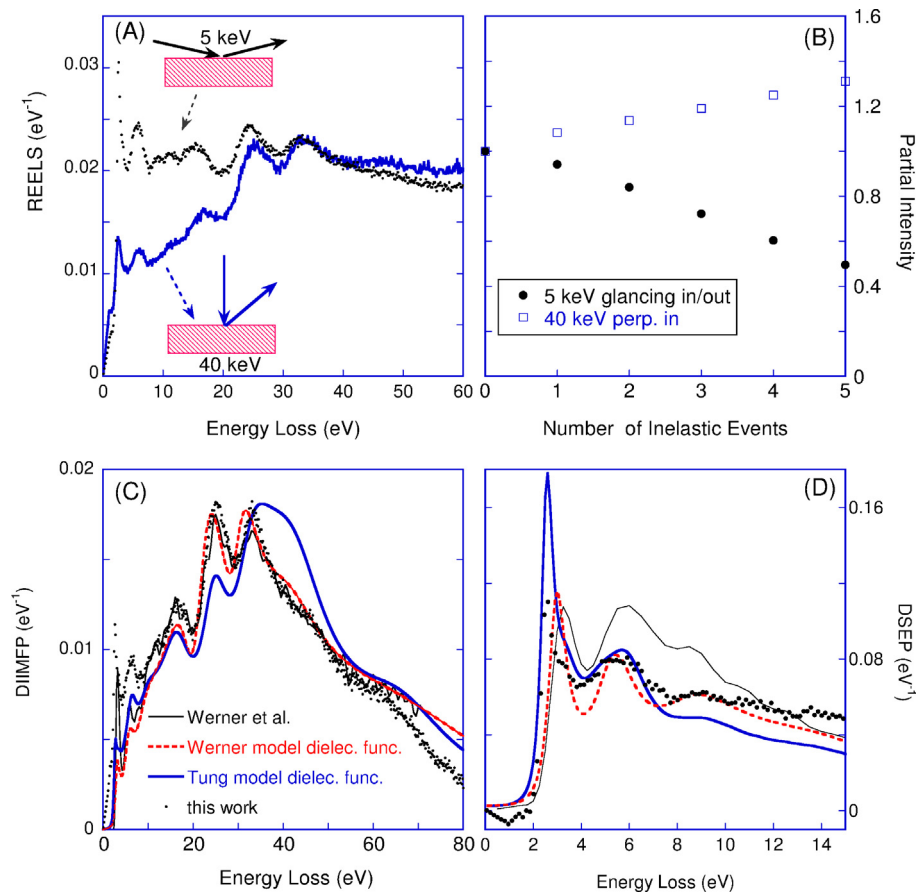 (A)
5 keV
0.03
0.02
0.01
0
REELS (eV⁻¹)
40 keV
0 10 20 30 40 50 60
Energy Loss (eV)
(B)
1.6
1.2
0.8
0.4
0
Partial Intensity
5 keV glancing in/out
40 keV perp. in
0 1 2 3 4 5
Number of Inelastic Events
(C)
0.02
0.01
0
DIIMFP (eV⁻¹)
Werner et al.
Werner model dielec. func.
Tung model dielec. func.
this work
0 10 20 30 40 60 80
Energy Loss (eV)
(D)
0.16
0.08
0
DSEP (eV⁻¹)
0 2 4 6 8 10 12 14
Energy Loss (eV)